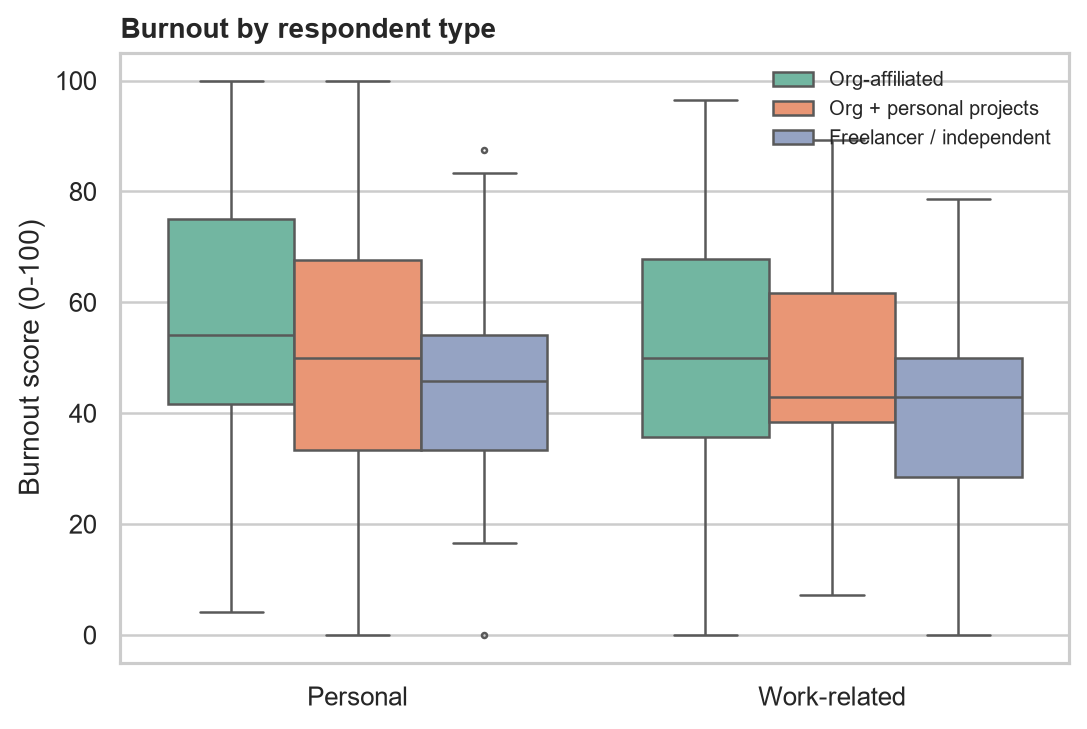 Burnout by respondent type
Burnout score (0-100)
100
80
60
40
20
0
Org-affiliated
Org + personal projects
Freelancer / independent
Personal
Work-related